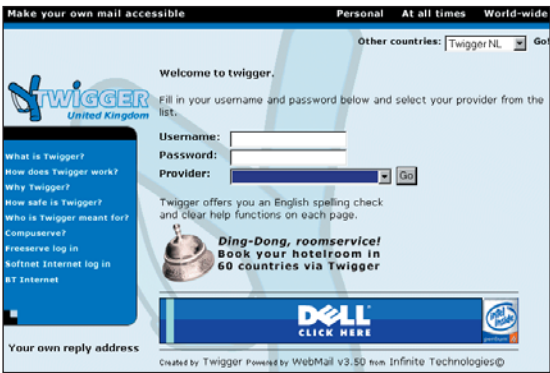 Make your own mail accessible Personal At all times World-wide
Other countries: Twigger NL Go!
TWIGGER
United Kingdom
Welcome to twigger.
Fill in your username and password below and select your provider from the
list.
Username:
Password:
Provider: Go
What is Twigger?
How does Twigger work?
Why Twigger?
How safe is Twigger?
Who is Twigger meant for?
Compuserve?
Freeserve log in
Softnet Internet log in
BT Internet
Twigger offers you an English spelling check
and clear help functions on each page.
Ding-Dong, roomservice!
Book your hotelroom in
60 countries via Twigger
DELL
CLICK HERE
intel
inside
pentium
Your own reply address
Created by Twigger Powered by WebMail v3.50 from Infinite Technologies©